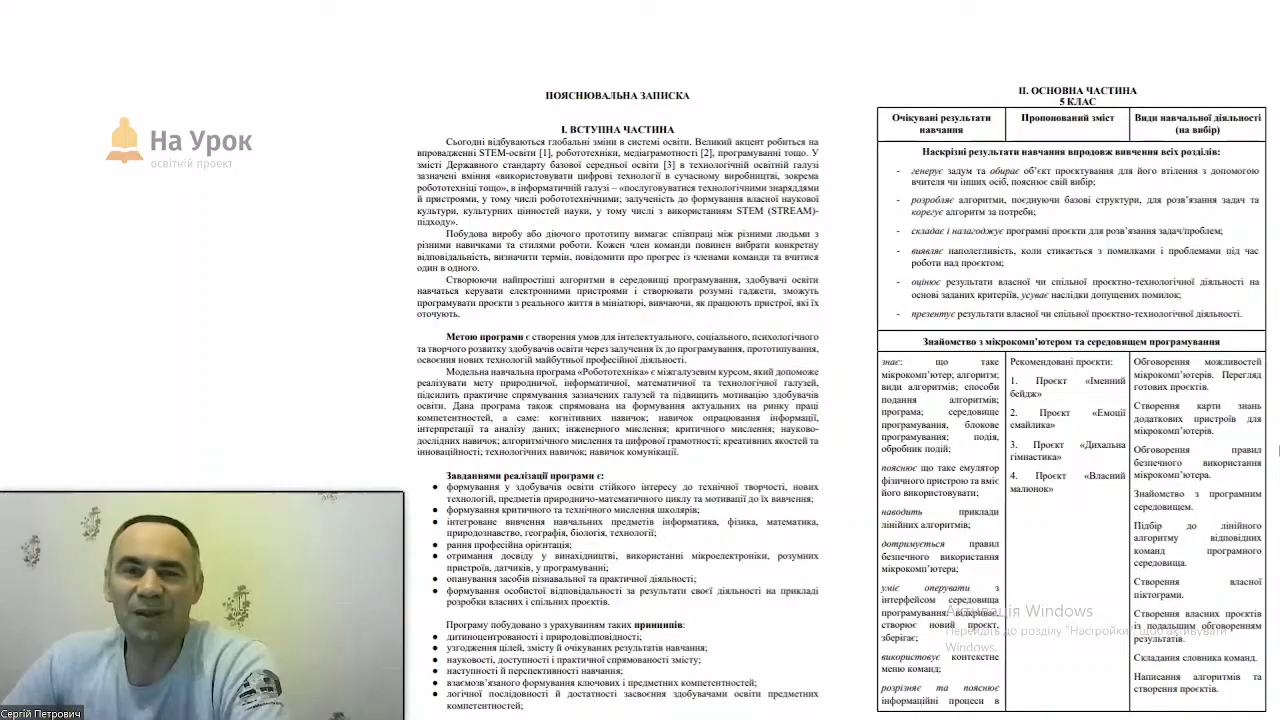 На Урок
освітній проект
ПОЯСНЮВАЛЬНА ЗАПИСКА
І. ВСТУПНА ЧАСТИНА
Сьогодні відбуваються глобальні зміни в системі освіти. Великий акцент робиться на
впровадженні STEM-освіти [1], робототехніки, медіаграмотності [2], програмуванні тощо. У
змісті Державного стандарту базової середньої освіти [3] в технологічній освітній галузі
зазначені вміння «використовувати цифрові технології в сучасному виробництві, зокрема
робототехніці тощо», в інформатичній галузі – «послуговуватися технологічними знаряддями
й пристроями, у тому числі робототехнічними; залученість до формування власної наукової
культури, культурних цінностей науки, у тому числі з використанням STEM (STREAM)-
підходу».
Побудова виробу або діючого прототипу вимагає співпраці між різними людьми з
різними навичками та стилями роботи. Кожен член команди повинен вибрати конкретну
відповідальність, визначити термін, повідомити про прогрес із членами команди та вчитися
один в одного.
Створюючи найпростіші алгоритми в середовищі програмування, здобувачі освіти
навчаться керувати електронними пристроями і створювати розумні гаджети, зможуть
програмувати проєкти з реального життя в мініатюрі, вивчаючи, як працюють пристрої, які їх
оточують.
Метою програми є створення умов для інтелектуального, соціального, психологічного
та творчого розвитку здобувачів освіти через залучення їх до програмування, прототипування,
освоєння нових технологій майбутньої професійної діяльності.
Модельна навчальна програма «Робототехніка» є міжгалузевим курсом, який допоможе
реалізувати мету природничої, інформатичної, математичної та технологічної галузей,
підсилить практичне спрямування зазначених галузей та підвищить мотивацію здобувачів
освіти. Дана програма також спрямована на формування актуальних на ринку праці
компетентностей, а саме: когнітивних навичок; навичок опрацювання інформації,
інтерпретації та аналізу даних; інженерного мислення; критичного мислення; науково-
дослідних навичок; алгоритмічного мислення та цифрової грамотності; креативних якостей та
інноваційності; технологічних навичок; навичок комунікації.
Завданнями реалізації програми є:
● формування у здобувачів освіти стійкого інтересу до технічної творчості, нових
технологій, предметів природничо-математичного циклу та мотивації до їх вивчення;
● формування критичного та технічного мислення школярів;
● інтегроване вивчення навчальних предметів інформатика, фізика, математика,
природознавство, географія, біологія, технології;
● рання професійна орієнтація;
● отримання досвіду у винахідництві, використанні мікроелектроніки, розумних
пристроїв, датчиків, у програмуванні;
● опанування засобів пізнавальної та практичної діяльності;
● формування особистої відповідальності за результати своєї діяльності на прикладі
розробки власних і спільних проєктів.
Програму побудовано з урахуванням таких принципів:
● дитиноцентрованості і природовідповідності;
● узгодження цілей, змісту й очікуваних результатів навчання;
● науковості, доступності і практичної спрямованості змісту;
● наступності й перспективності навчання;
● взаємозв’язаного формування ключових і предметних компетентностей;
● логічної послідовності й достатності засвоєння здобувачами освіти предметних
компетентностей;
ІІ. ОСНОВНА ЧАСТИНА
5 КЛАС
Очікувані результати
навчання
Пропонований зміст
Види навчальної діяльності
(на вибір)
Наскрізні результати навчання впродовж вивчення всіх розділів:
- генерує задум та обирає об’єкт проєктування для його втілення з допомогою
вчителя чи інших осіб, пояснює свій вибір;
- розробляє алгоритми, поєднуючи базові структури, для розв’язання задач та
корегує алгоритм за потреби;
- складає і налагоджує програмні проєкти для розв’язання задач/проблем;
- виявляє наполегливість, коли стикається з помилками і проблемами під час
роботи над проєктом;
- оцінює результати власної чи спільної проєктно-технологічної діяльності на
основі заданих критеріїв, усуває наслідки допущених помилок;
- презентує результати власної чи спільної проєктно-технологічної діяльності.
Знайомство з мікрокомп’ютером та середовищем програмування
знає: що таке
мікрокомп’ютер; алгоритм;
види алгоритмів; способи
подання алгоритмів;
програма; середовище
програмування, блокове
програмування; подія,
обробник подій;
пояснює що таке емулятор
фізичного пристрою та вміє
його використовувати;
наводить приклади
лінійних алгоритмів;
дотримується правил
безпечного використання
мікрокомп’ютера;
уміє оперувати з
інтерфейсом середовища
програмування: відкриває,
створює новий проєкт,
зберігає;
використовує контекстне
меню команд;
розрізняє та пояснює
інформаційні процеси в
Рекомендовані проєкти:
1. Проєкт «Іменний
бейдж»
2. Проєкт «Емоції
смайлика»
3. Проєкт «Дихальна
гімнастика»
4. Проєкт «Власний
малюнок»
Обговорення можливостей
мікрокомп’ютерів. Перегляд
готових проєктів.
Створення карти знань
додаткових пристроїв для
мікрокомп’ютерів.
Обговорення правил
безпечного використання
мікрокомп’ютера.
Знайомство з програмним
середовищем.
Підбір до лінійного
алгоритму відповідних
команд програмного
середовища.
Створення власної
піктограми.
Створення власних проєктів
із подальшим обговоренням
результатів.
Складання словника команд.
Написання алгоритмів та
створення проєктів.
Активація Windows
Перейдіть до розділу "Настройки", щоб активувати
Windows.
Сергій Петрович